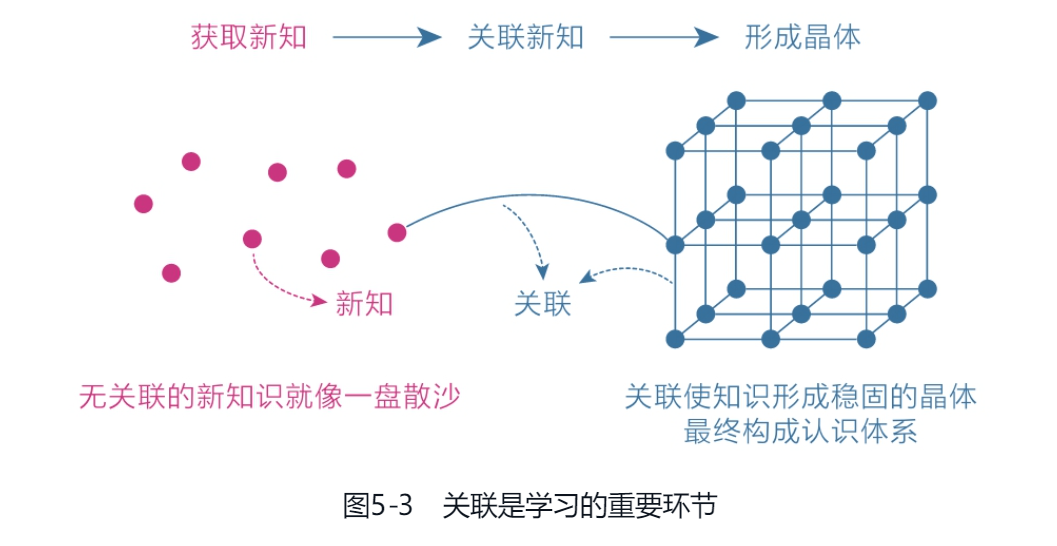 获取新知 关联新知 形成晶体
新知
关联
无关联的新知识就像一盘散沙
关联使知识形成稳固的晶体
最终构成认识体系
图5-3 关联是学习的重要环节